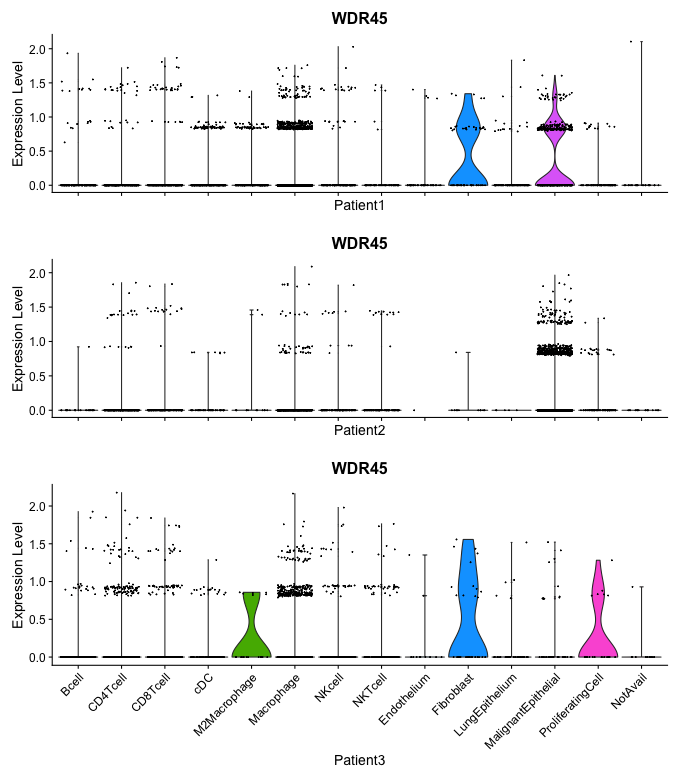 WDR45
Expression Level
2.0
1.5
1.0
0.5
0.0
Patient1
WDR45
Expression Level
2.0
1.5
1.0
0.5
0.0
Patient2
WDR45
Expression Level
2.0
1.5
1.0
0.5
0.0
Bcell
CD4Tcell
CD8Tcell
cDC
M2Macrophage
Macrophage
NKcell
NKTcell
Endothelium
Fibroblast
LungEpithelium
MalignantEpithelial
ProliferatingCell
NotAvail
Patient3